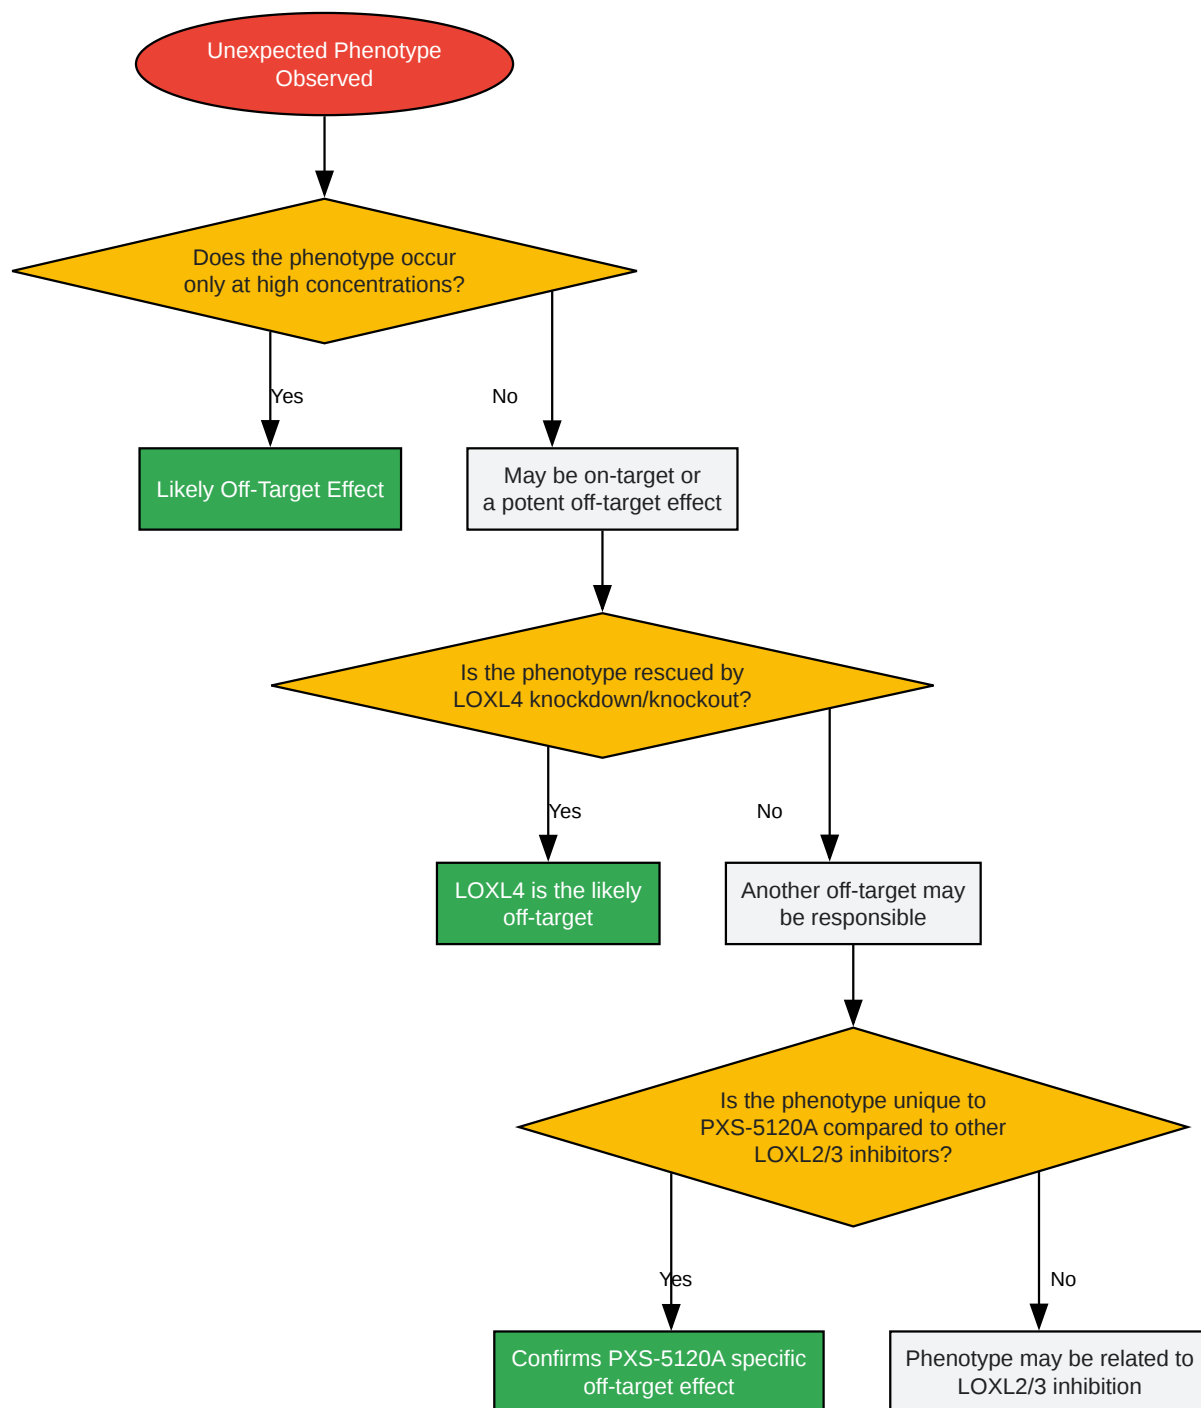 Unexpected Phenotype
Observed
Does the phenotype occur
only at high concentrations?
Yes
No
Likely Off-Target Effect
May be on-target or
a potent off-target effect
Is the phenotype rescued by
LOXL4 knockdown/knockout?
Yes
No
LOXL4 is the likely
off-target
Another off-target may
be responsible
Is the phenotype unique to
PXS-5120A compared to other
LOXL2/3 inhibitors?
Yes
No
Confirms PXS-5120A specific
off-target effect
Phenotype may be related to
LOXL2/3 inhibition